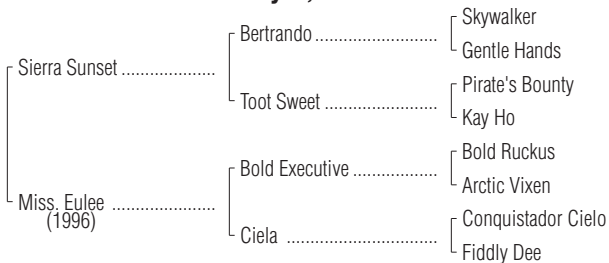 Skywalker
Bertrando
Gentle Hands
Sierra Sunset
Pirate's Bounty
Toot Sweet
Kay Ho
Bold Ruckus
Bold Executive
Arctic Vixen
Miss. Eulee
(1996)
Conquistador Cielo
Ciela
Fiddly Dee